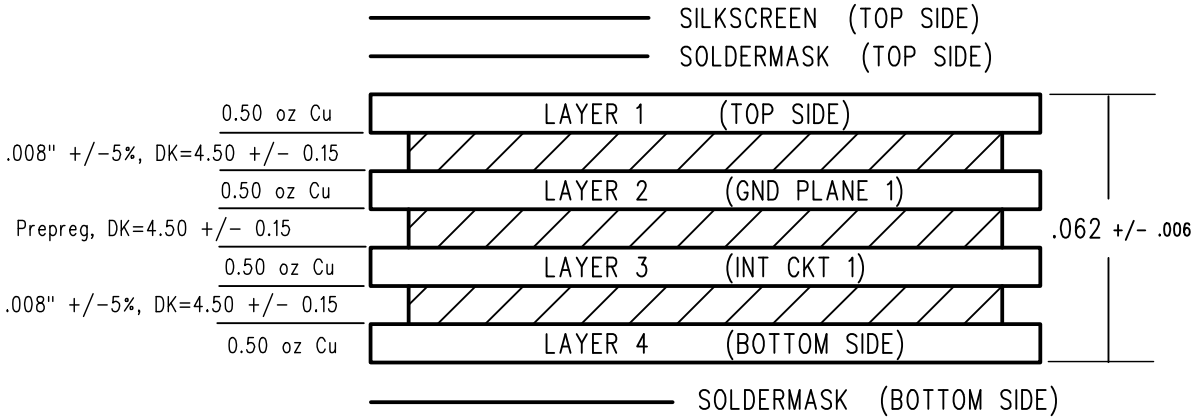 SILKSCREEN (TOP SIDE)
SOLDERMASK (TOP SIDE)
0.50 oz Cu
LAYER 1 (TOP SIDE)
.008" +/-5%, DK=4.50 +/- 0.15
0.50 oz Cu
LAYER 2 (GND PLANE 1)
Prepreg, DK=4.50 +/- 0.15
.062 +/- .006
0.50 oz Cu
LAYER 3 (INT CKT 1)
.008" +/-5%, DK=4.50 +/- 0.15
0.50 oz Cu
LAYER 4 (BOTTOM SIDE)
SOLDERMASK (BOTTOM SIDE)